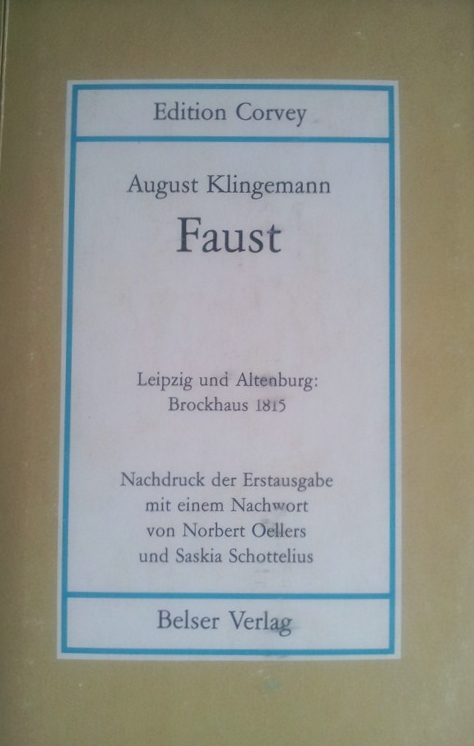 Edition Corvey
August Klingemann
Faust
Leipzig und Altenburg:
Brockhaus 1815
Nachdruck der Erstausgabe
mit einem Nachwort
von Norbert Oellers
und Saskia Schottelius
Belser Verlag